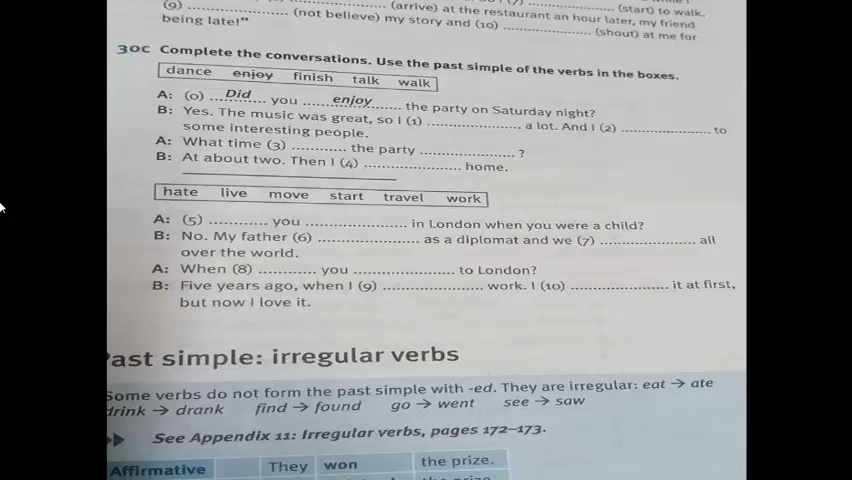 (arrive) at the restaurant an hour later, my friend
(start) to walk.
(9) .................... (not believe) my story and (10) .................... (shout) at me for
being late!”
30C Complete the conversations. Use the past simple of the verbs in the boxes.
dance enjoy finish talk walk
A: (0) ....Did.... you ......enjoy...... the party on Saturday night?
B: Yes. The music was great, so I (1) .................... a lot. And I (2) .................... to
some interesting people.
A: What time (3) ............ the party .................... ?
B: At about two. Then I (4) .................... home.
hate live move start travel work
A: (5) ............ you .................... in London when you were a child?
B: No. My father (6) .................... as a diplomat and we (7) .................... all
over the world.
A: When (8) ............ you .................... to London?
B: Five years ago, when I (9) .................... work. I (10) .................... it at first,
but now I love it.
Past simple: irregular verbs
Some verbs do not form the past simple with -ed. They are irregular: eat → ate
drink → drank find → found go → went see → saw
See Appendix 11: Irregular verbs, pages 172–173.
Affirmative They won the prize.